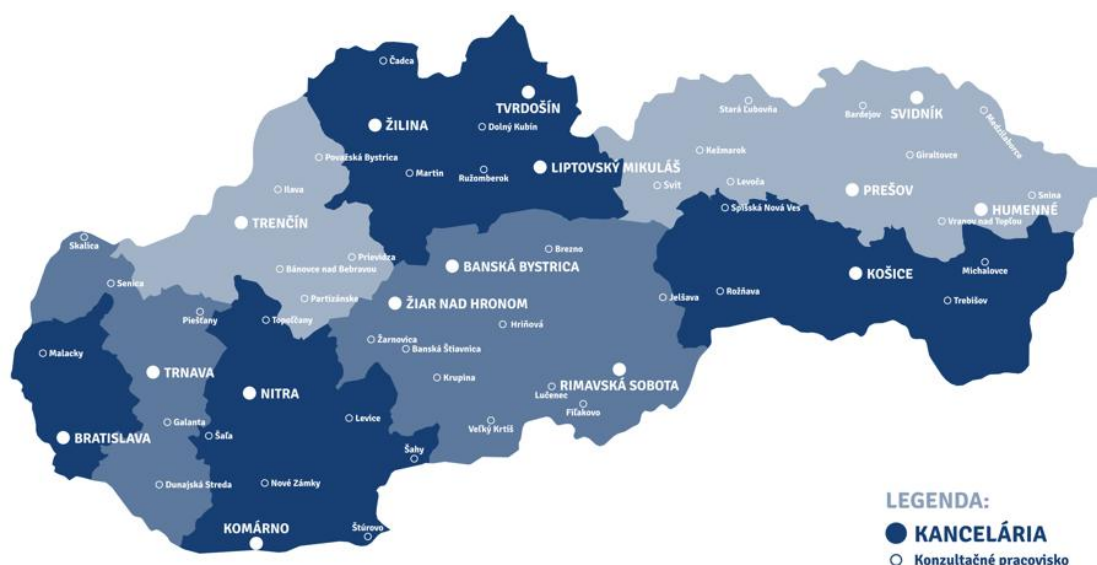 Čadca
TVRDOŠÍN
Stará Ľubovňa
Bardejov
SVIDNÍK
Medzilaborce
ŽILINA
Dolný Kubín
Považská Bystrica
Kežmarok
Giraltovce
Martin
Ružomberok
LIPTOVSKÝ MIKULÁŠ
Svit
Levoča
PREŠOV
Ilava
Snina
Spišská Nová Ves
HUMENNÉ
TRENČÍN
Vranov nad Topľou
Skalica
Brezno
Prievidza
Bánovce nad Bebravou
BANSKÁ BYSTRICA
KOŠICE
Michalovce
Senica
Partizánske
ŽIAR NAD HRONOM
Jelšava
Rožňava
Trebišov
Piešťany
Topoľčany
Hriňová
Žarnovica
Banská Štiavnica
Malacky
TRNAVA
Krupina
RIMAVSKÁ SOBOTA
NITRA
Lučenec
Fiľakovo
Galanta
Levice
Veľký Krtíš
BRATISLAVA
Šaľa
Šahy
Dunajská Streda
Nové Zámky
KOMÁRNO
Štúrovo
LEGENDA:
KANCELÁRIA
Konzultačné pracovisko